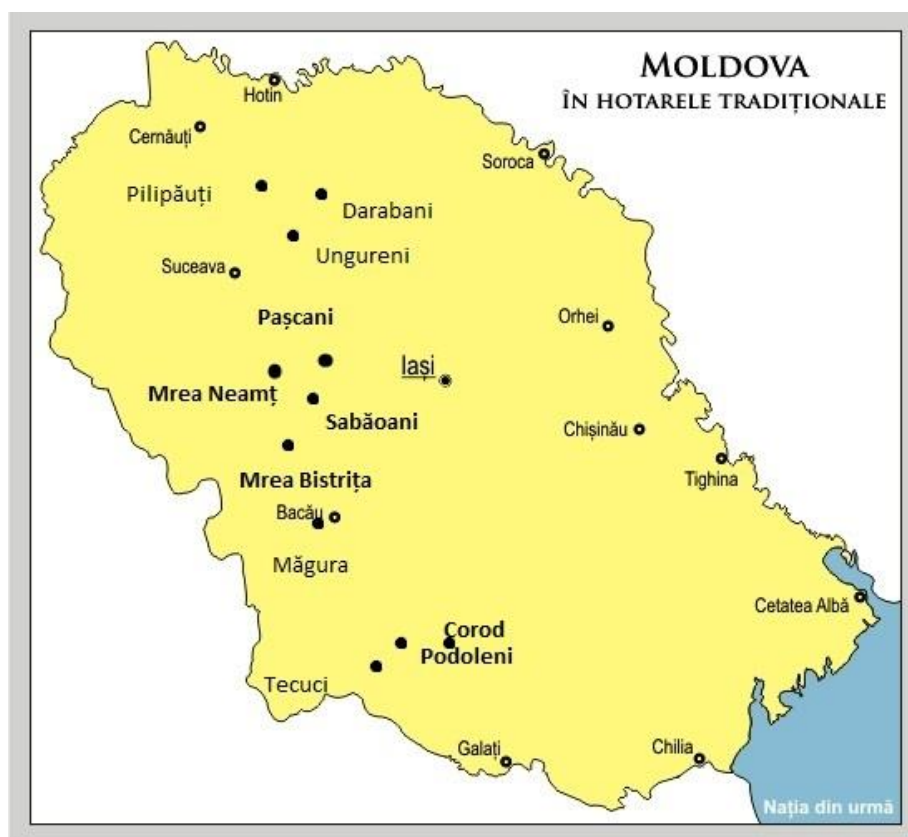 MOLDOVA
ÎN HOTARELE TRADIȚIONALE
Hotin
Cernăuți
Soroca
Pilipăuți
Darabani
Ungureni
Suceava
Pașcani
Orhei
Iași
Mrea Neamț
Sabăoani
Chișinău
Mrea Bistrița
Tighina
Bacău
Măgura
Cetatea Albă
Corod
Podoleni
Tecuci
Galați
Chilia
Nația din urmă